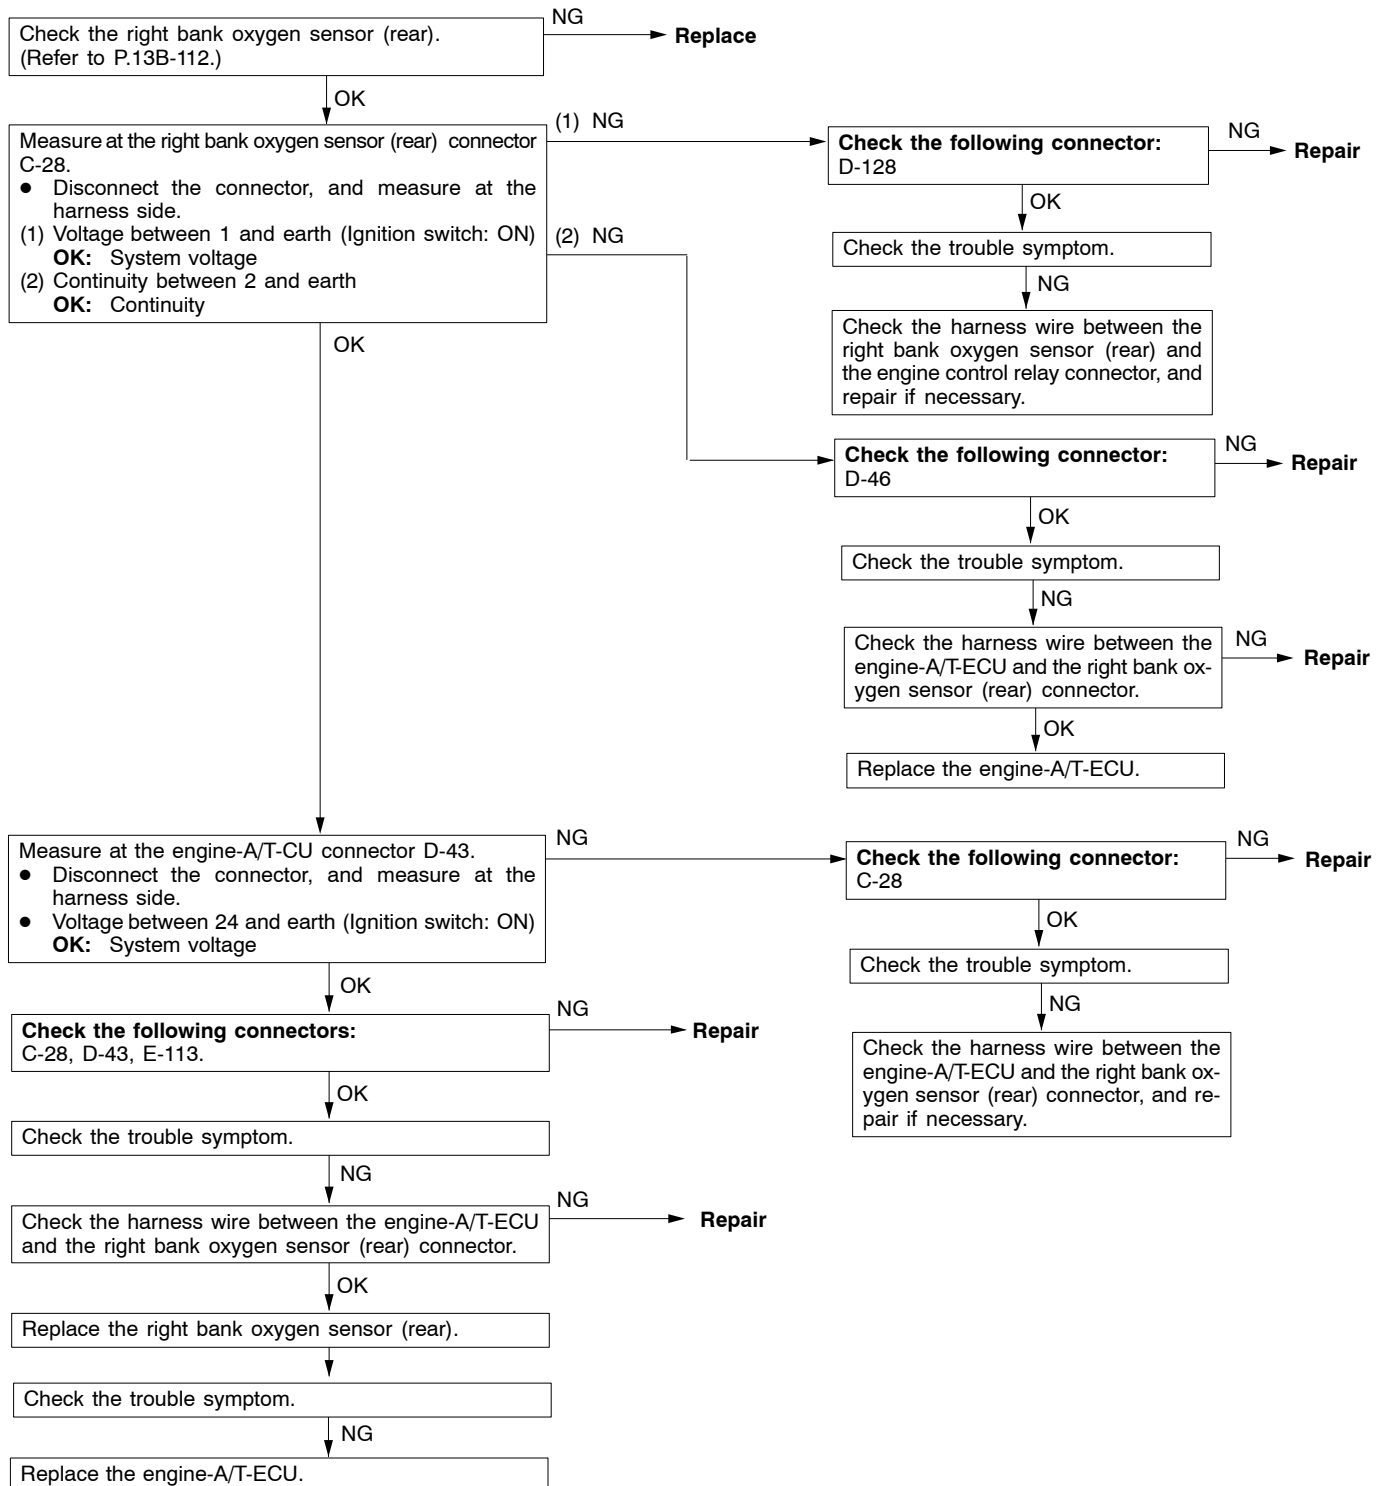 Check the right bank oxygen sensor (rear).
(Refer to P.13B-112.)
NG
Replace
OK
Measure at the right bank oxygen sensor (rear) connector
C-28.
● Disconnect the connector, and measure at the
harness side.
(1) Voltage between 1 and earth (Ignition switch: ON)
OK: System voltage
(2) Continuity between 2 and earth
OK: Continuity
(1) NG
Check the following connector:
D-128
NG
Repair
OK
Check the trouble symptom.
NG
Check the harness wire between the
right bank oxygen sensor (rear) and
the engine control relay connector, and
repair if necessary.
(2) NG
Check the following connector:
D-46
NG
Repair
OK
Check the trouble symptom.
NG
Check the harness wire between the
engine-A/T-ECU and the right bank ox-
ygen sensor (rear) connector.
NG
Repair
OK
Replace the engine-A/T-ECU.
OK
Measure at the engine-A/T-CU connector D-43.
● Disconnect the connector, and measure at the
harness side.
● Voltage between 24 and earth (Ignition switch: ON)
OK: System voltage
NG
Check the following connector:
C-28
NG
Repair
OK
Check the trouble symptom.
NG
Check the harness wire between the
engine-A/T-ECU and the right bank ox-
ygen sensor (rear) connector, and re-
pair if necessary.
OK
Check the following connectors:
C-28, D-43, E-113.
NG
Repair
OK
Check the trouble symptom.
NG
Check the harness wire between the engine-A/T-ECU
and the right bank oxygen sensor (rear) connector.
NG
Repair
OK
Replace the right bank oxygen sensor (rear).
Check the trouble symptom.
NG
Replace the engine-A/T-ECU.